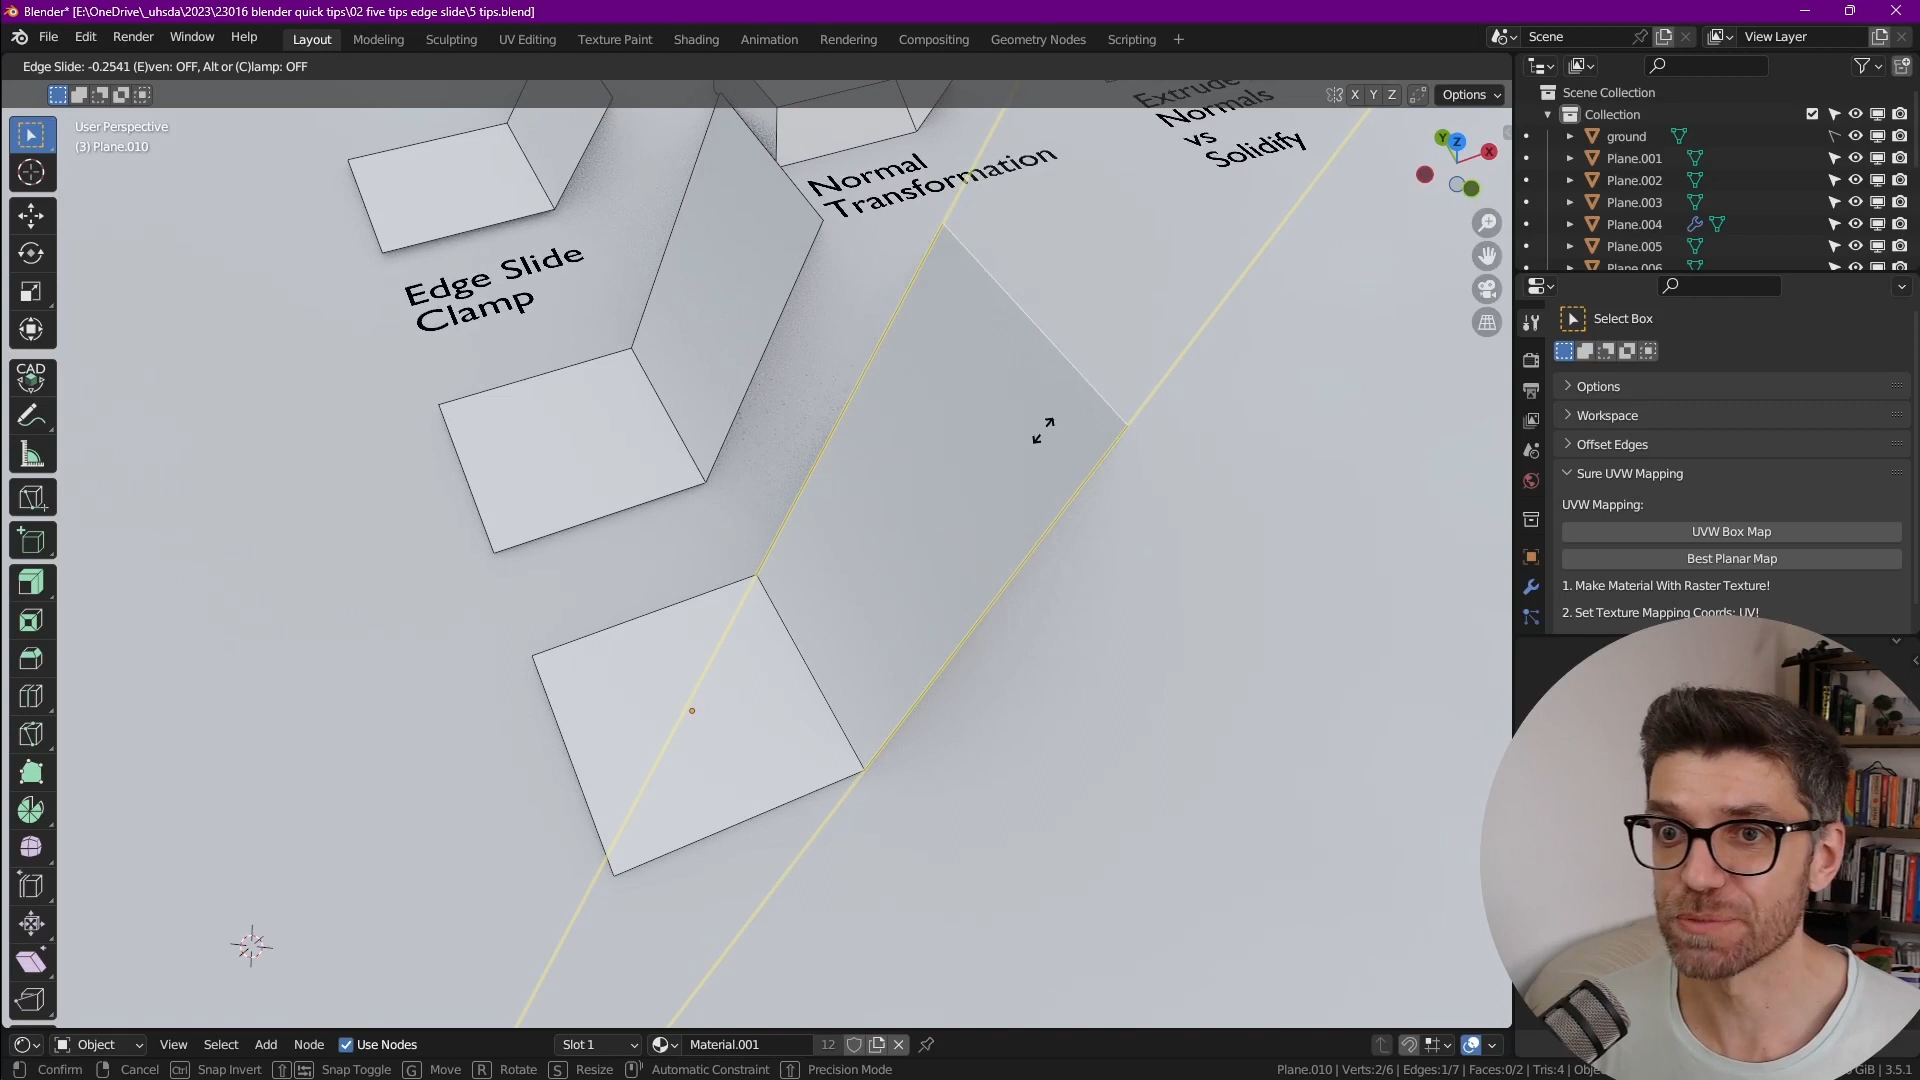 Blender* [E:\OneDrive\_uhsda\2023\23016 blender quick tips\02 five tips edge slide\5 tips.blend]
File Edit Render Window Help Layout Modeling Sculpting UV Editing Texture Paint Shading Animation Rendering Compositing Geometry Nodes Scripting + Scene View Layer
Edge Slide: -0.2541 (E)ven: OFF, Alt or (C)lamp: OFF
X Y Z Options
User Perspective
(3) Plane.010
Extrude
Normals
vs
Solidify
Normal
Transformation
Edge Slide
Clamp
Y Z X
CAD
Scene Collection
Collection
ground
Plane.001
Plane.002
Plane.003
Plane.004
Plane.005
Plane.006
Select Box
Options
Workspace
Offset Edges
Sure UVW Mapping
UVW Mapping:
UVW Box Map
Best Planar Map
1. Make Material With Raster Texture!
2. Set Texture Mapping Coords: UV!
Object View Select Add Node Use Nodes Slot 1 Material.001 12
Confirm Cancel Ctrl Snap Invert Snap Toggle G Move R Rotate S Resize Automatic Constraint Precision Mode Plane.010 | Verts:2/6 | Edges:1/7 | Faces:0/2 | Tris:4 | 3.5.1